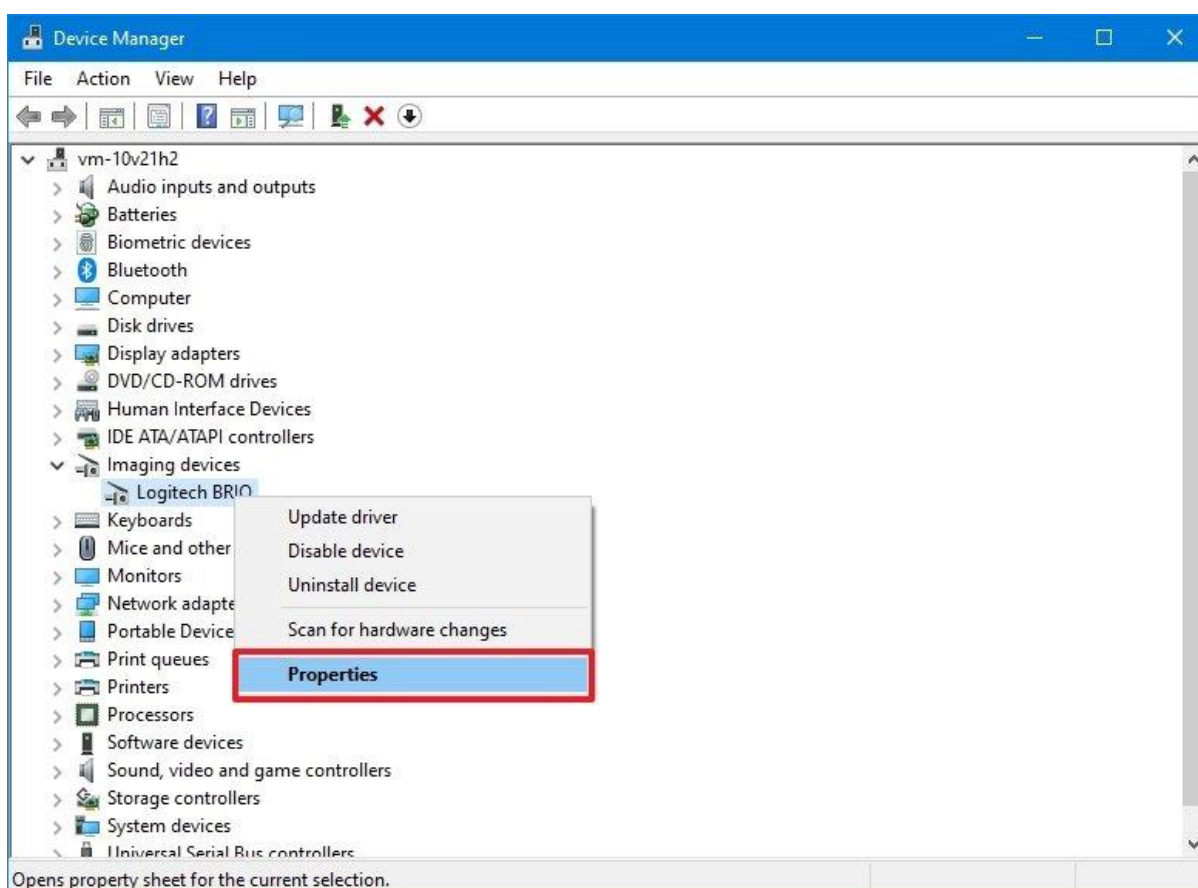 Device Manager
File Action View Help
vm-10v21h2
Audio inputs and outputs
Batteries
Biometric devices
Bluetooth
Computer
Disk drives
Display adapters
DVD/CD-ROM drives
Human Interface Devices
IDE ATA/ATAPI controllers
Imaging devices
Logitech BRIO
Keyboards
Mice and other
Monitors
Network adapte
Portable Device
Print queues
Printers
Processors
Software devices
Sound, video and game controllers
Storage controllers
System devices
Universal Serial Bus controllers
Update driver
Disable device
Uninstall device
Scan for hardware changes
Properties
Opens property sheet for the current selection.